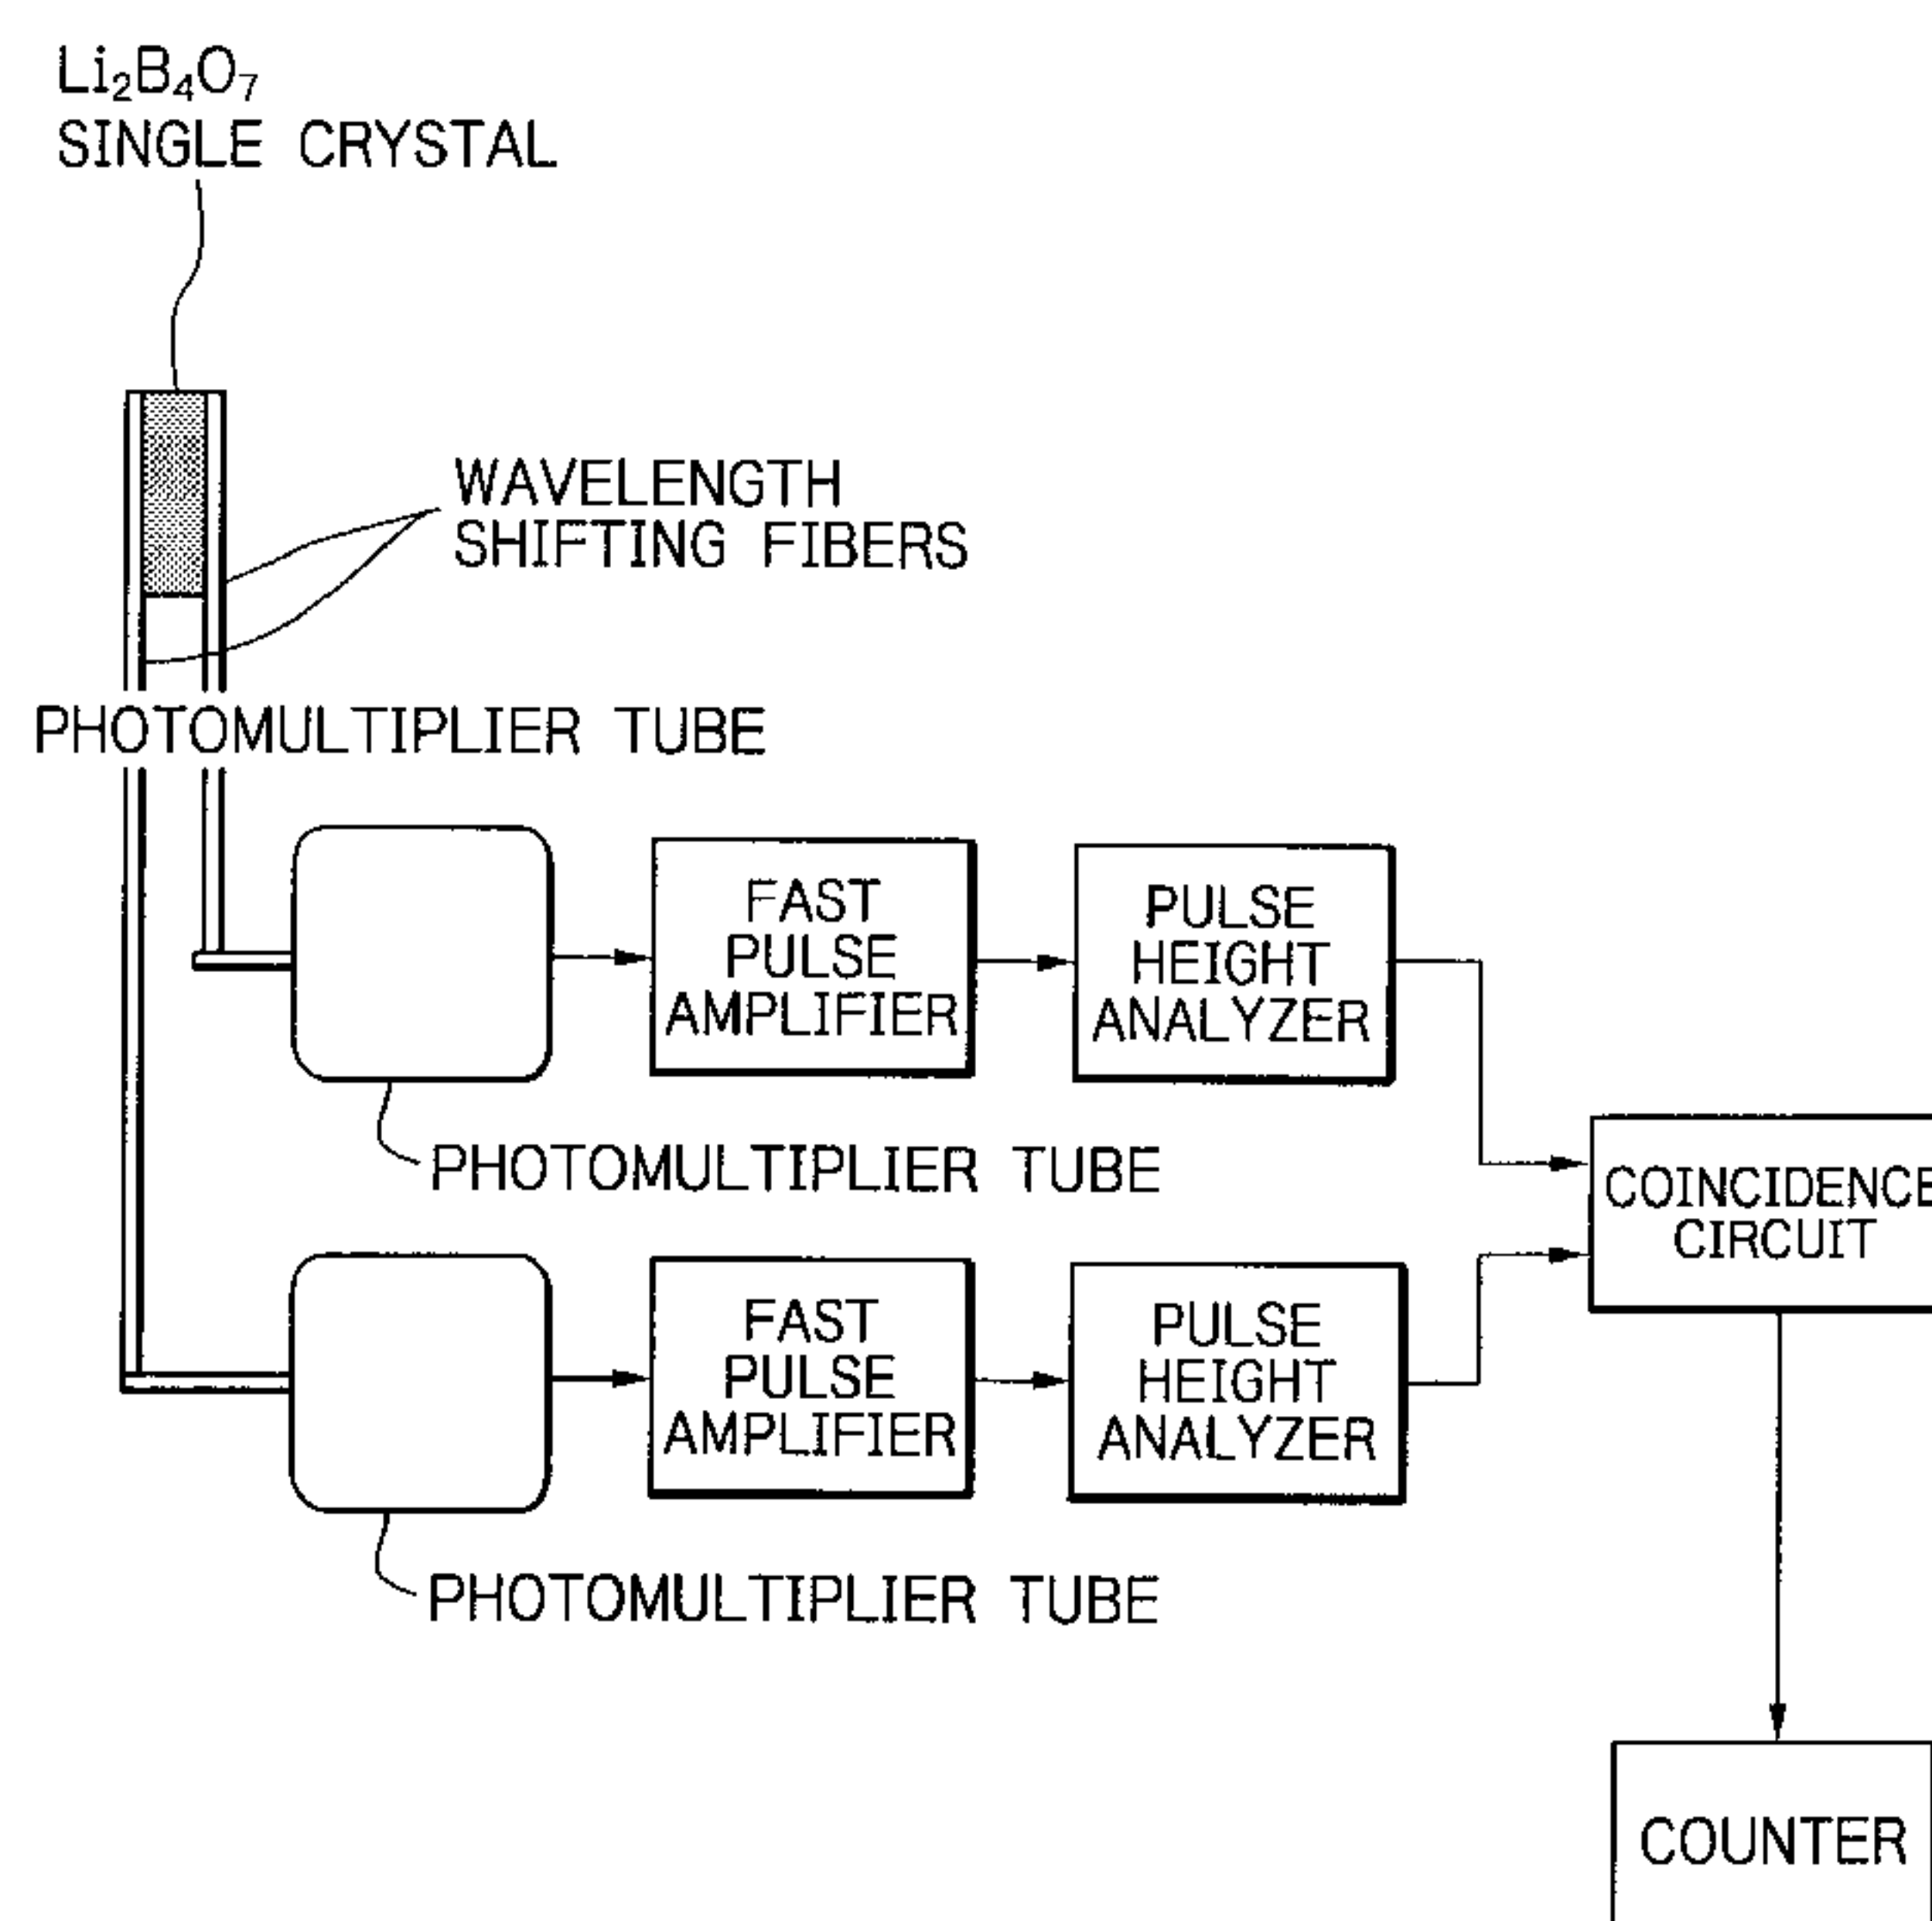 Li₂B₄O₇
SINGLE CRYSTAL
WAVELENGTH
SHIFTING FIBERS
PHOTOMULTIPLIER TUBE
FAST
PULSE
AMPLIFIER
PULSE
HEIGHT
ANALYZER
PHOTOMULTIPLIER TUBE
COINCIDENCE
CIRCUIT
FAST
PULSE
AMPLIFIER
PULSE
HEIGHT
ANALYZER
PHOTOMULTIPLIER TUBE
COUNTER